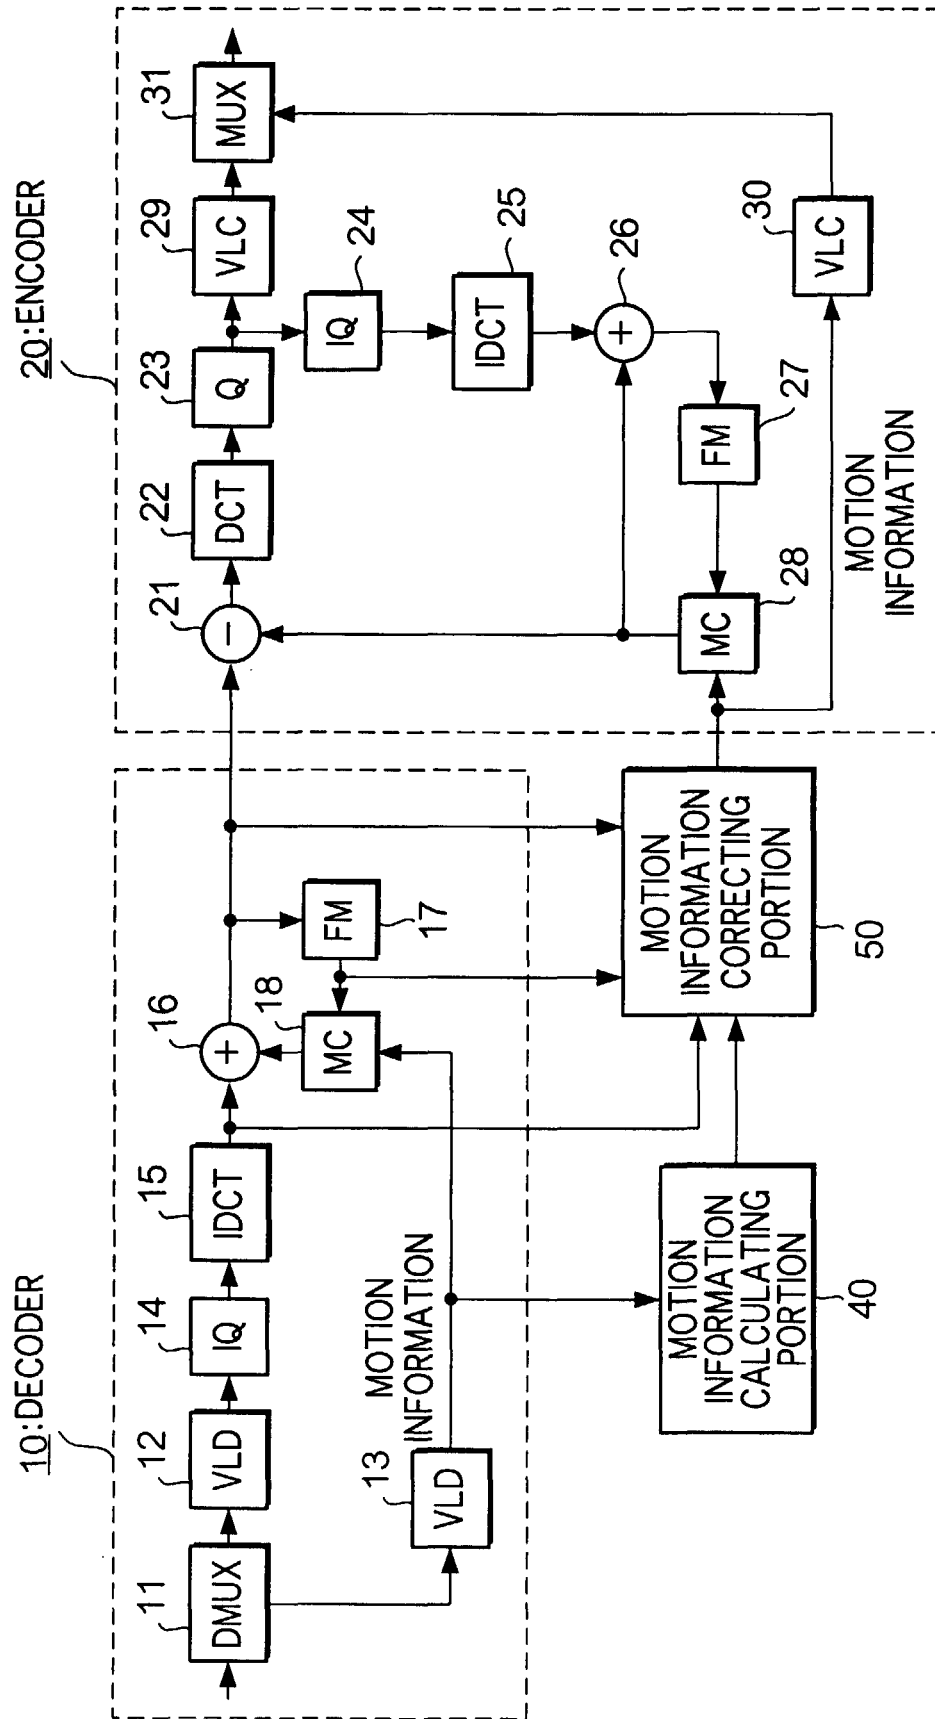 10:DECODER
11
DMUX
12
VLD
14
IQ
15
IDCT
16
+
13
VLD
MOTION
INFORMATION
18
MC
17
FM
20:ENCODER
21
−
22
DCT
23
Q
29
VLC
31
MUX
24
IQ
25
IDCT
26
+
27
FM
28
MC
30
VLC
MOTION
INFORMATION
MOTION
INFORMATION
CALCULATING
PORTION
40
MOTION
INFORMATION
CORRECTING
PORTION
50